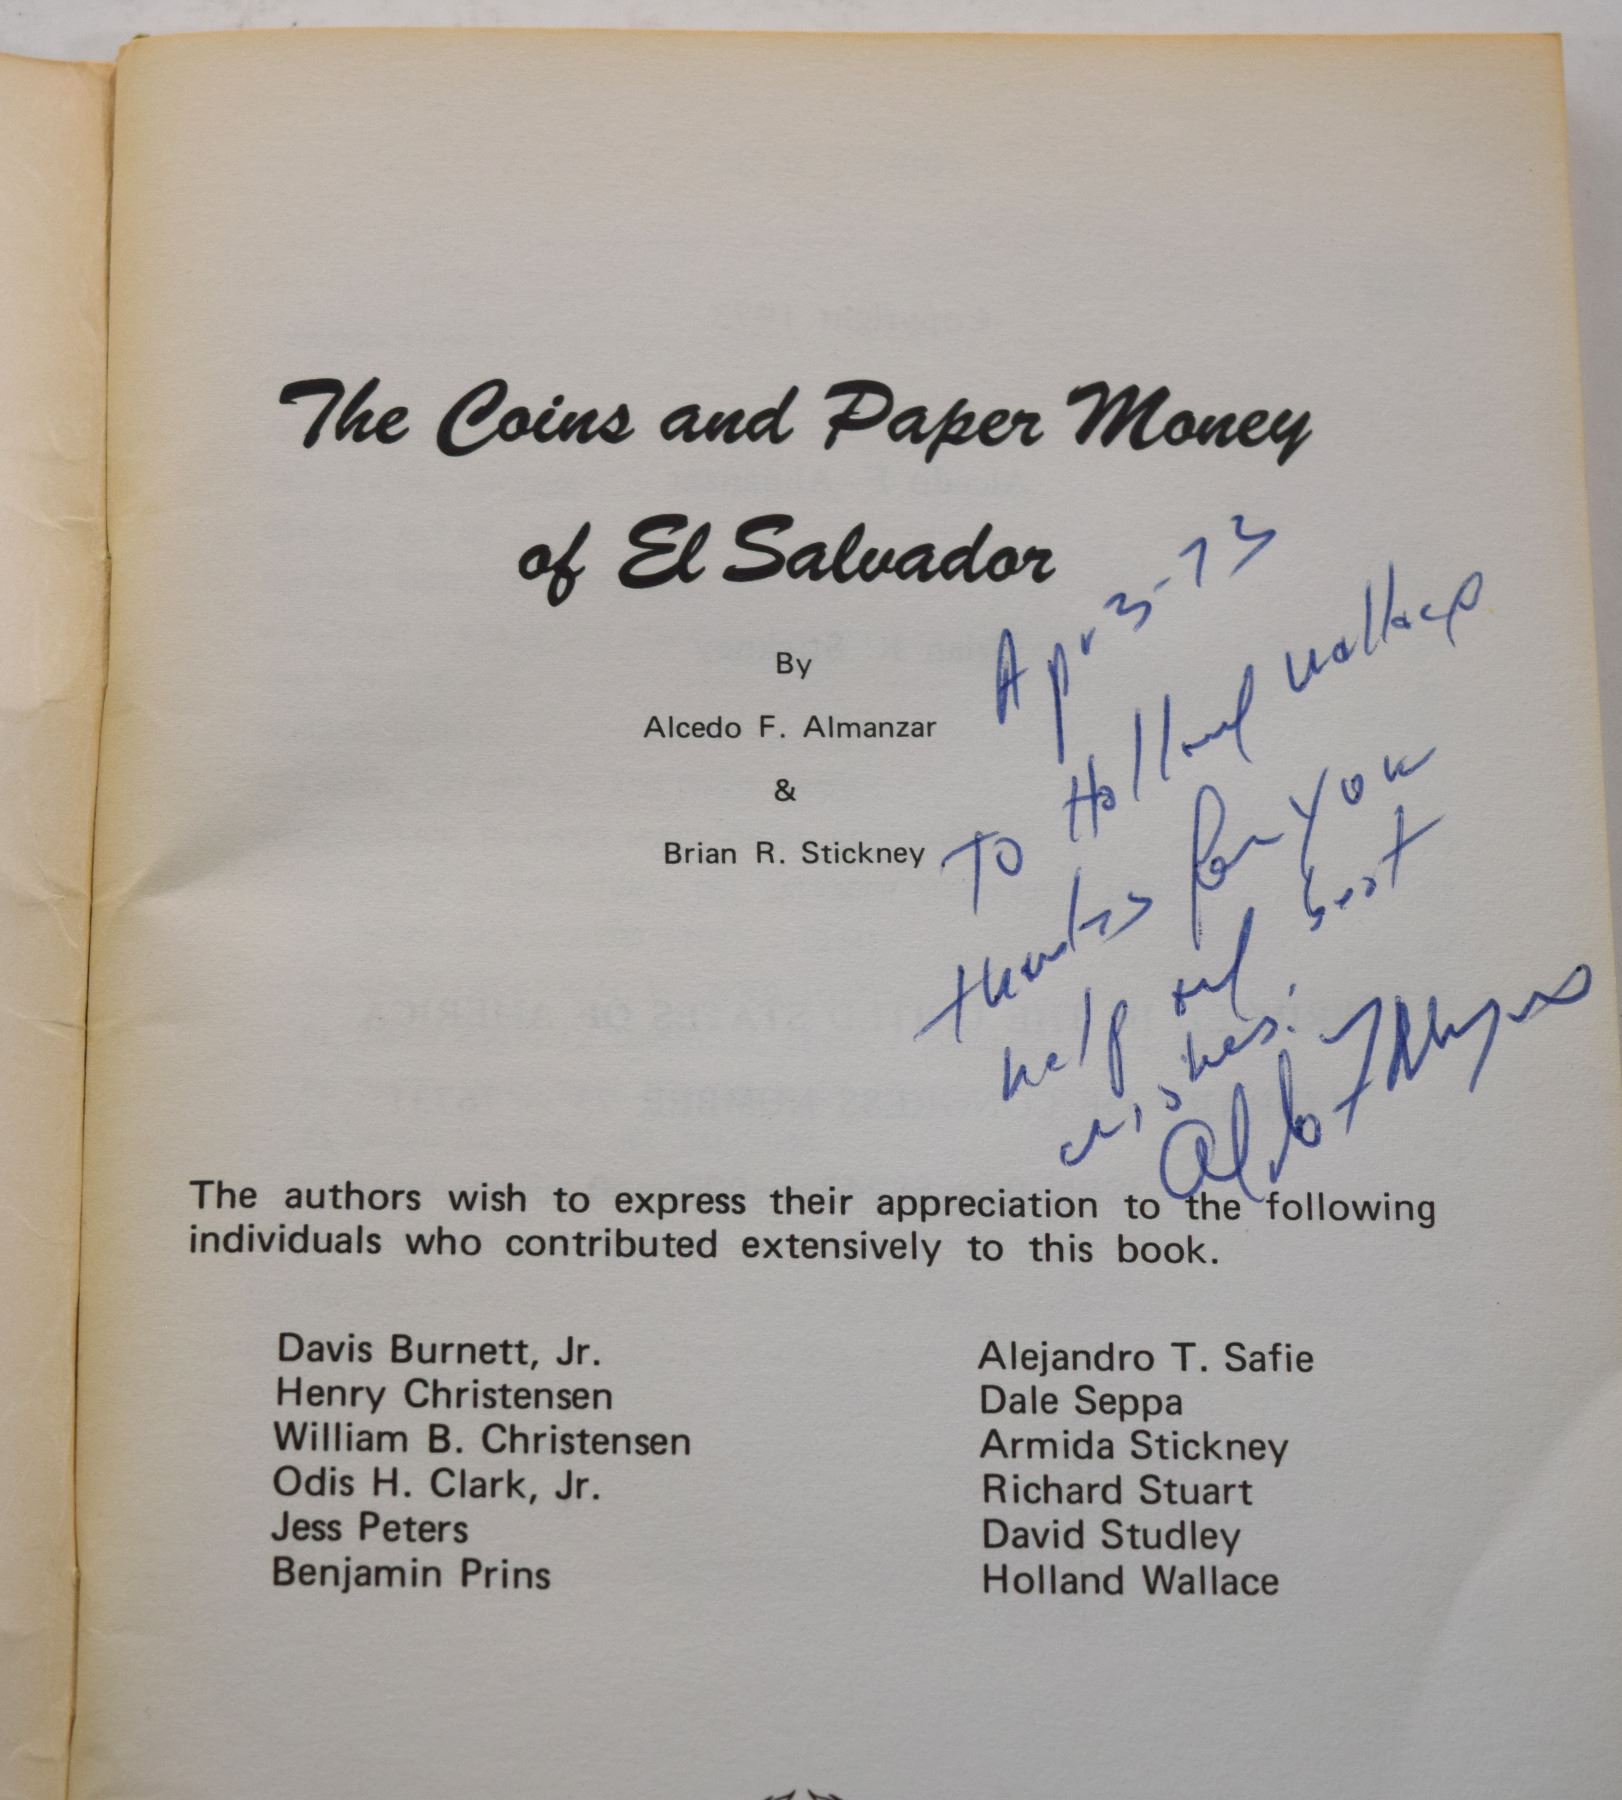 The Coins and Paper Money
of El Salvador
By
Alcedo F. Almanzar
&
Brian R. Stickney
Apr 3-73
To Holland Wallace
thanks for you
help and best
wishes!
The authors wish to express their appreciation to the following
individuals who contributed extensively to this book.
Davis Burnett, Jr.
Henry Christensen
William B. Christensen
Odis H. Clark, Jr.
Jess Peters
Benjamin Prins
Alejandro T. Safie
Dale Seppa
Armida Stickney
Richard Stuart
David Studley
Holland Wallace